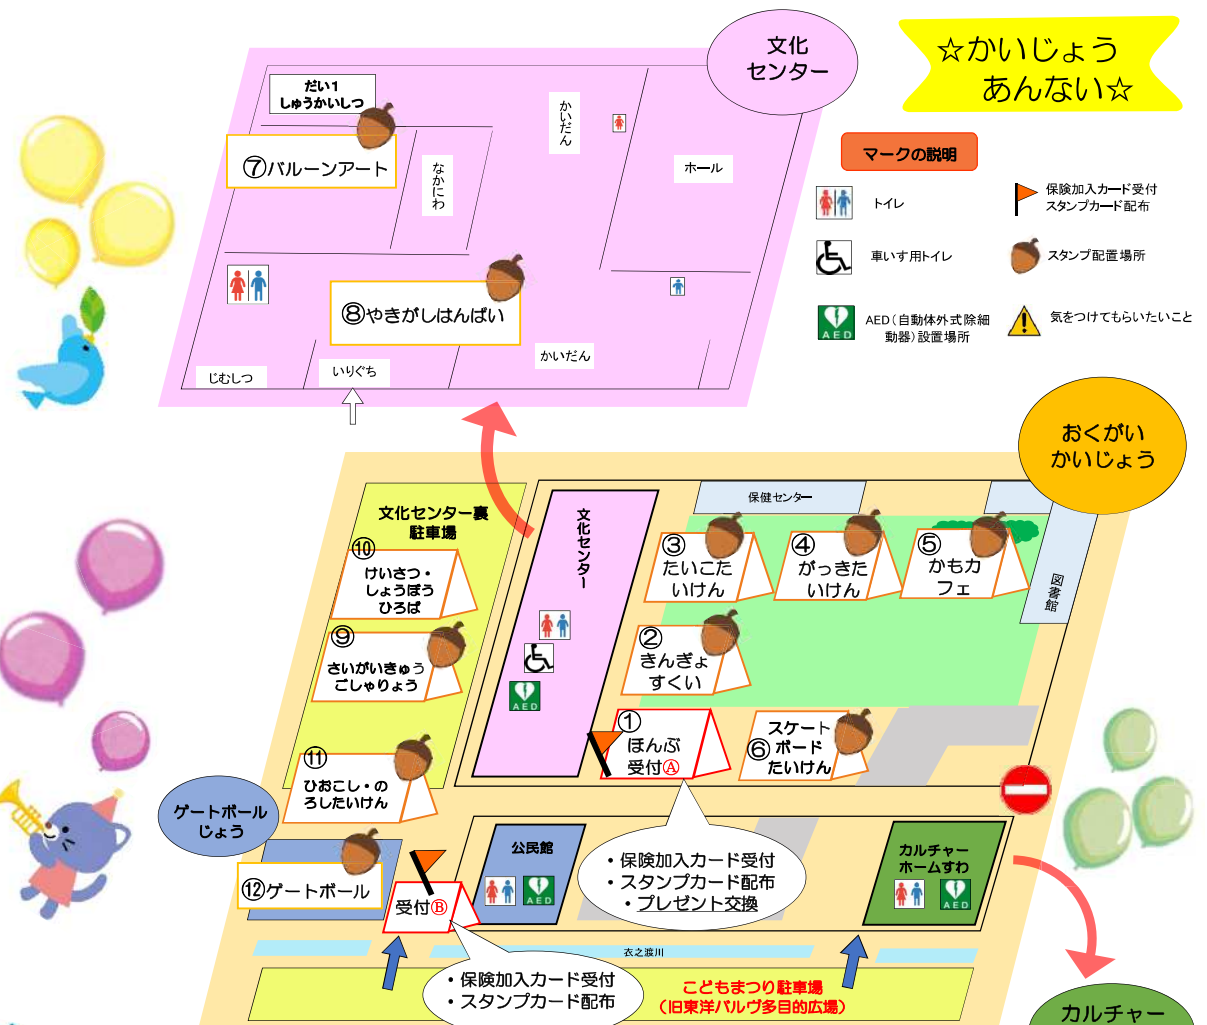 ☆かいじょう
あんない☆
文化
センター
だい1
しゅうかいしつ
⑦バルーンアート
なかにわ
かいだん
ホール
⑧やきがしはんばい
かいだん
じむしつ
いりぐち
マークの説明
トイレ
保険加入カード受付
スタンプカード配布
車いす用トイレ
スタンプ配置場所
AED
AED(自動体外式除細
動器)設置場所
気をつけてもらいたいこと
おくがい
かいじょう
文化センター裏
駐車場
⑩
けいさつ・
しょうぼう
ひろば
⑨
さいがいきゅう
ごしゃりょう
⑪
ひおこし・の
ろしたいけん
文化センター
AED
保健センター
図書館
③
たいこた
いけん
④
がっきた
いけん
⑤
かもカ
フェ
②
きんぎょ
すくい
①
ほんぶ
受付Ⓐ
スケート
⑥ボード
たいけん
ゲートボール
じょう
⑫ゲートボール
受付Ⓑ
公民館
AED
・保険加入カード受付
・スタンプカード配布
・プレゼント交換
カルチャー
ホームすわ
AED
衣之渡川
・保険加入カード受付
・スタンプカード配布
こどもまつり駐車場
(旧東洋バルヴ多目的広場)
カルチャー